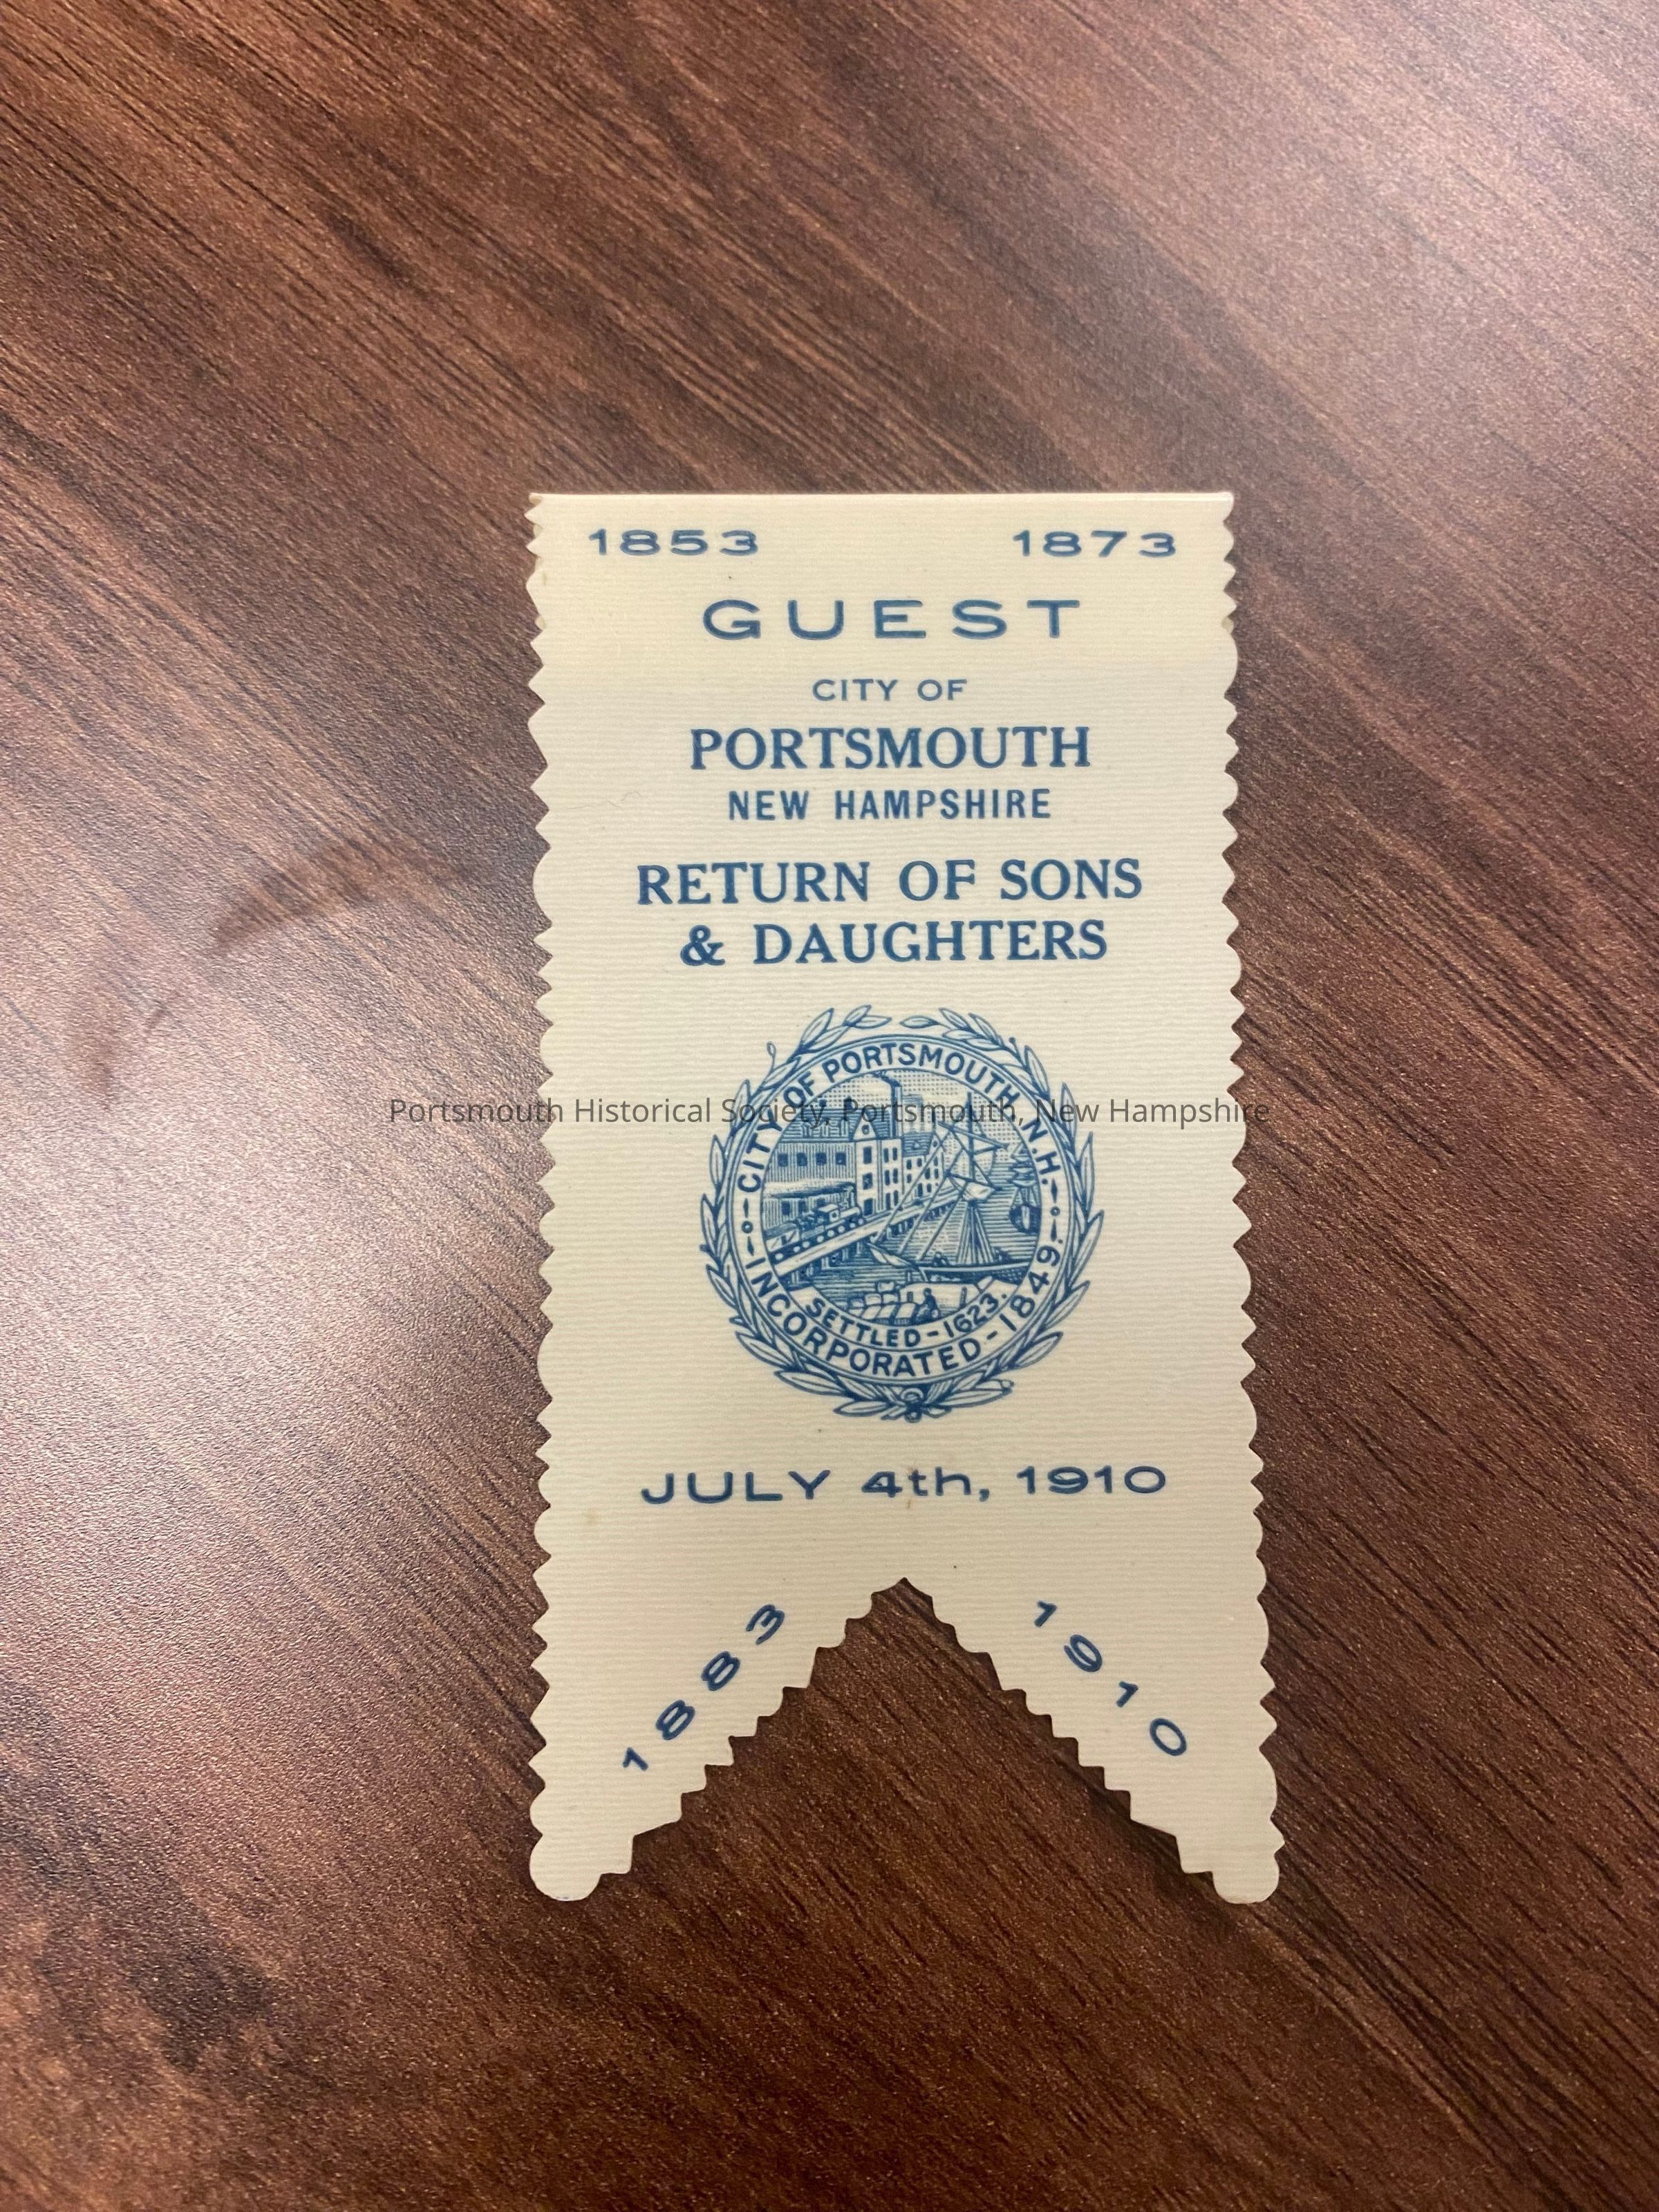 1853 1873
GUEST
CITY OF
PORTSMOUTH
NEW HAMPSHIRE
RETURN OF SONS
& DAUGHTERS
CITY OF PORTSMOUTH, N.H.
Portsmouth Historical Society, Portsmouth, New Hampshire
SETTLED-1623.
INCORPORATED-1849.
JULY 4th, 1910
1883 1910